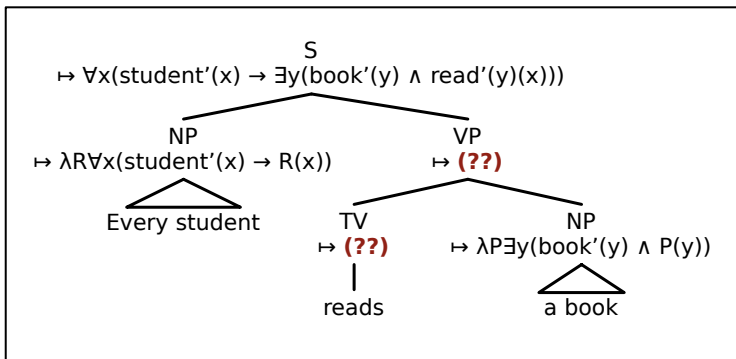 S
↦ ∀x(student’(x) → ∃y(book’(y) ∧ read’(y)(x)))
NP VP
↦ λR∀x(student’(x) → R(x)) ↦ (??)
Every student TV NP
↦ (??) ↦ λP∃y(book’(y) ∧ P(y))
reads a book